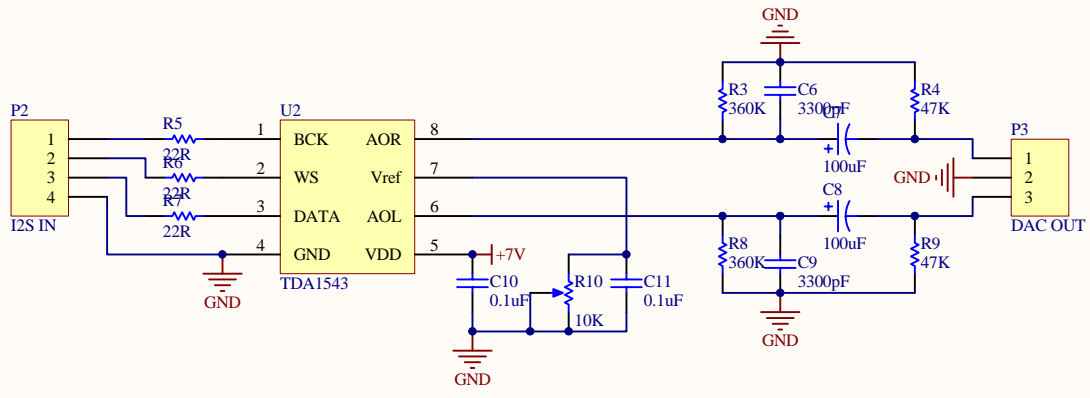 GND
P2
1
2
3
4
I2S IN
R5
22R
R6
22R
R7
22R
GND
U2
1 BCK AOR 8
2 WS Vref 7
3 DATA AOL 6
4 GND VDD 5
TDA1543
+7V
C10
0.1uF
R10
10K
C11
0.1uF
GND
R3
360K
C6
3300pF
R4
47K
C7
+
100uF
C8
+
100uF
R8
360K
C9
3300pF
R9
47K
GND
GND
P3
1
2
3
DAC OUT